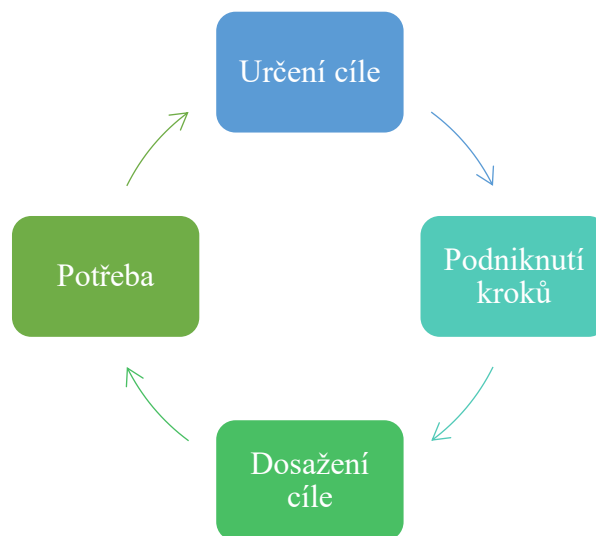 Určení cíle
Potřeba
Podniknutí
kroků
Dosažení
cíle